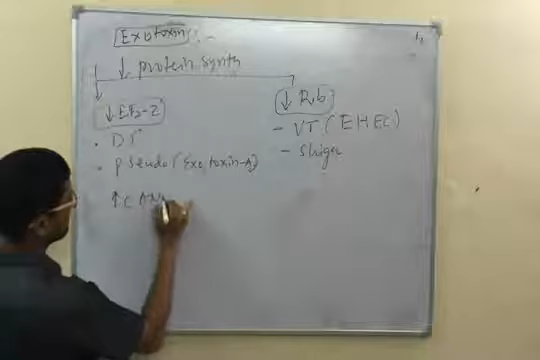 Exotoxin : -
↓ protein synth
↓ EF-2
• DT
• Pseudo (Exotoxin-A)
↓ Rib
- VT (EHEC)
- Shiga
↑ CAM